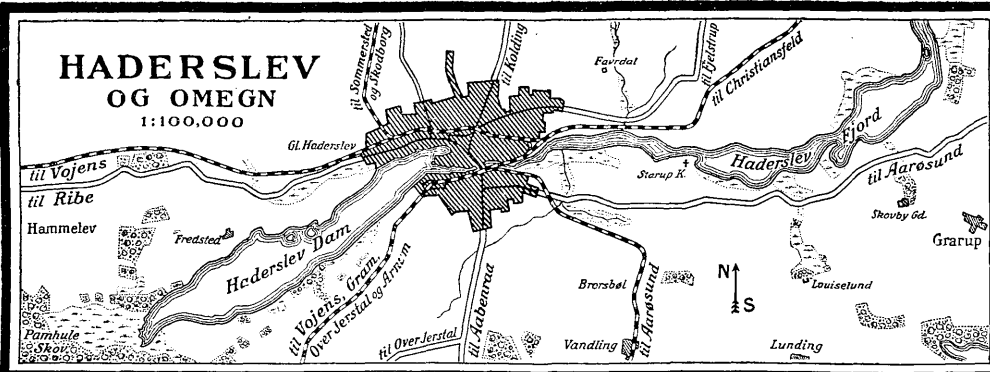 HADERSLEV
OG OMEGN
1:100,000
til Sommersted
og Skodborg
til Kolding
Favrdal
til Fjelstrup
til Christiansfeld
Gl. Haderslev
til Vojens
til Ribe
Hammelev
Fredsted
Haderslev Dam
Starup K.
Haderslev Fjord
til Aarøsund
Skovby Gd.
Grarup
Louiselund
N
S
Brorsbøl
til Vojens, Gram,
Over Jerstal og Arnum
til Over Jerstal
til Aabenraa
til Aarøsund
Vandling
Lunding
Pamhule
Skov